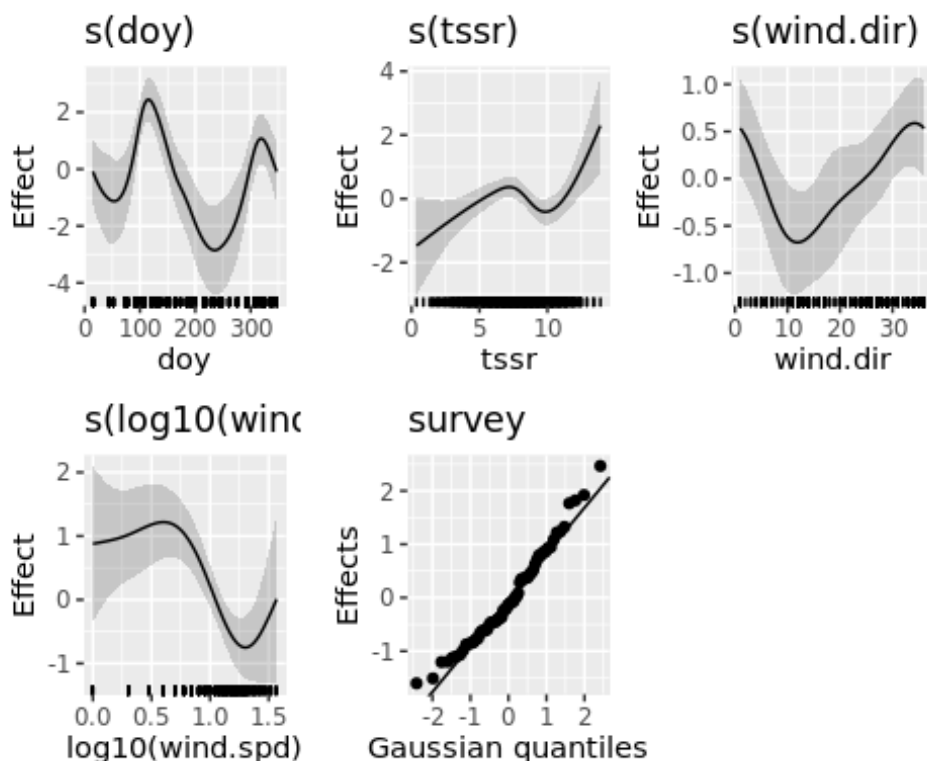 s(doy)
Effect
2
0
-2
-4
0
100
200
300
doy
s(tssr)
Effect
4
2
0
-2
0
5
10
tssr
s(wind.dir)
Effect
1.0
0.5
0.0
-0.5
-1.0
0
10
20
30
wind.dir
s(log10(wind
Effect
2
1
0
-1
0.0
0.5
1.0
1.5
log10(wind.spd)
survey
Effects
2
1
0
-1
-2
-1
0
1
2
Gaussian quantiles